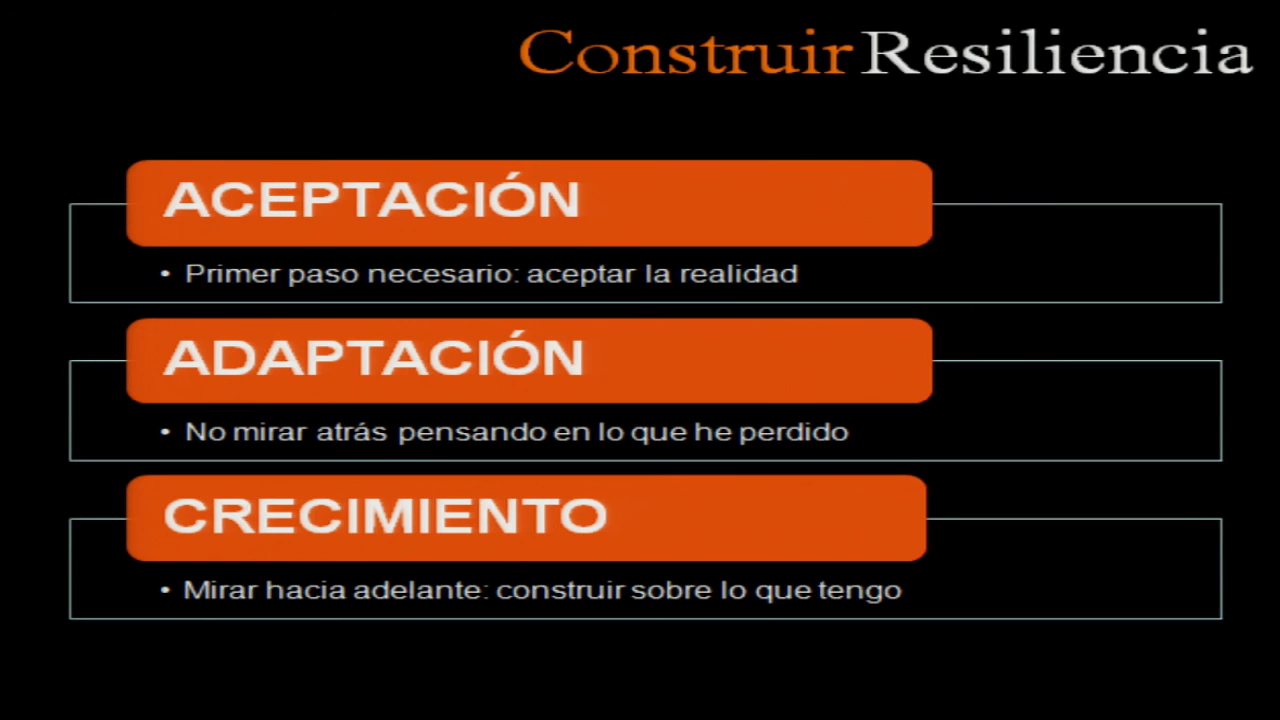 Construir Resiliencia
ACEPTACIÓN
• Primer paso necesario: aceptar la realidad
ADAPTACIÓN
• No mirar atrás pensando en lo que he perdido
CRECIMIENTO
• Mirar hacia adelante: construir sobre lo que tengo